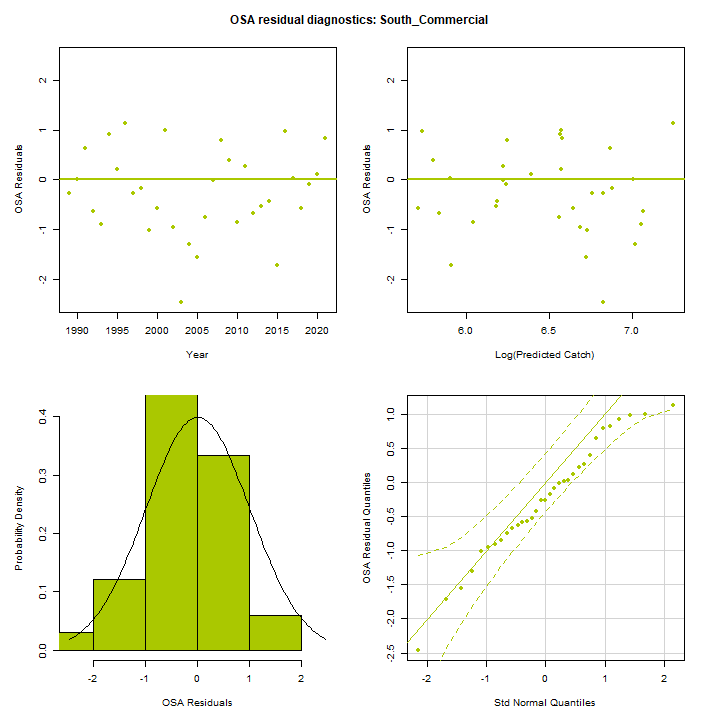 OSA residual diagnostics: South_Commercial
OSA Residuals
2
1
0
-1
-2
1990 1995 2000 2005 2010 2015 2020
Year
OSA Residuals
2
1
0
-1
-2
6.0 6.5 7.0
Log(Predicted Catch)
Probability Density
0.4
0.3
0.2
0.1
0.0
-2 -1 0 1 2
OSA Residuals
OSA Residual Quantiles
1.0
0.5
0.0
-0.5
-1.0
-1.5
-2.0
-2.5
-2 -1 0 1 2
Std Normal Quantiles